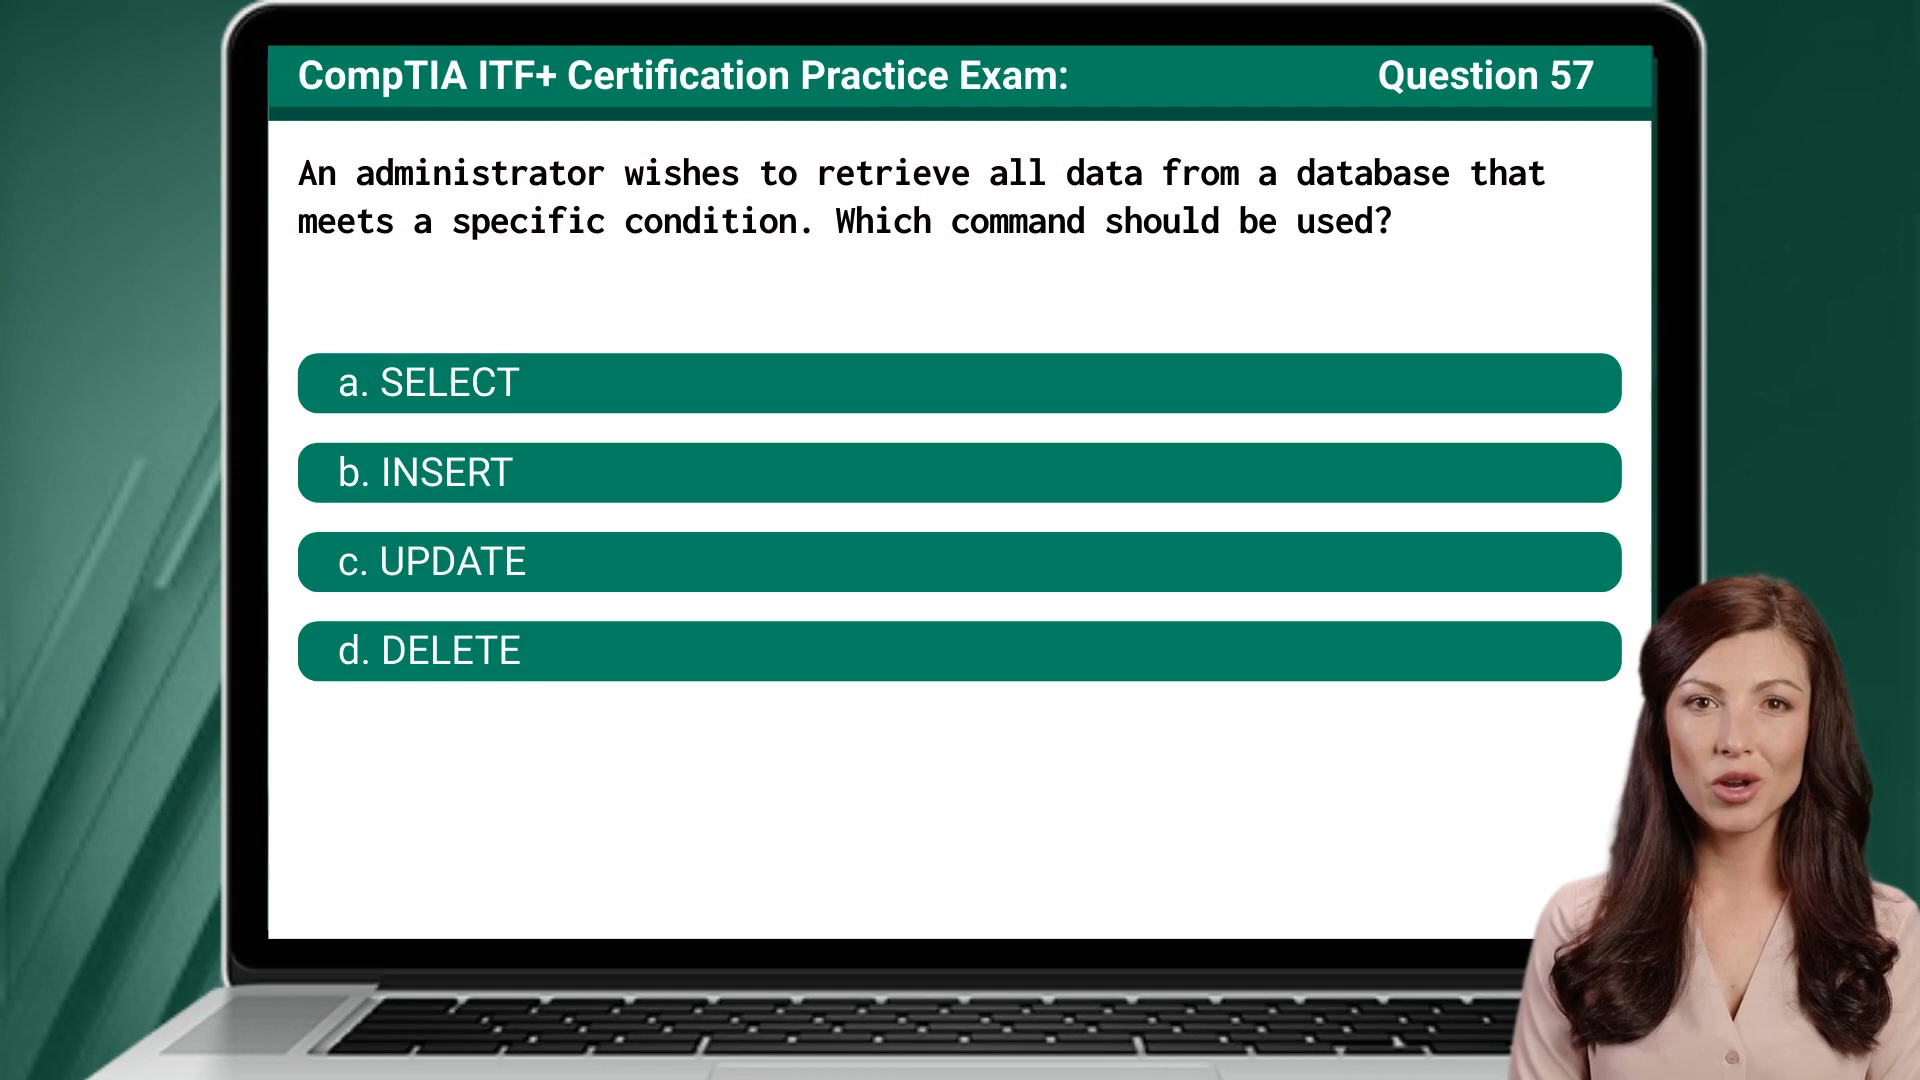 CompTIA ITF+ Certification Practice Exam:
Question 57
An administrator wishes to retrieve all data from a database that
meets a specific condition. Which command should be used?
a. SELECT
b. INSERT
c. UPDATE
d. DELETE